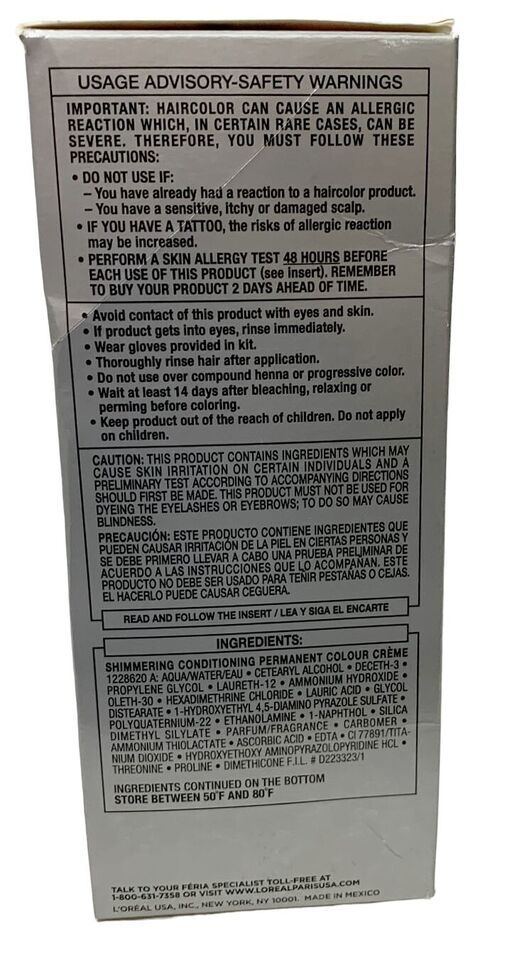 USAGE ADVISORY-SAFETY WARNINGS
IMPORTANT: HAIRCOLOR CAN CAUSE AN ALLERGIC
REACTION WHICH, IN CERTAIN RARE CASES, CAN BE
SEVERE. THEREFORE, YOU MUST FOLLOW THESE
PRECAUTIONS:
• DO NOT USE IF:
– You have already had a reaction to a haircolor product.
– You have a sensitive, itchy or damaged scalp.
• IF YOU HAVE A TATTOO, the risks of allergic reaction
may be increased.
• PERFORM A SKIN ALLERGY TEST 48 HOURS BEFORE
EACH USE OF THIS PRODUCT (see insert). REMEMBER
TO BUY YOUR PRODUCT 2 DAYS AHEAD OF TIME.
• Avoid contact of this product with eyes and skin.
• If product gets into eyes, rinse immediately.
• Wear gloves provided in kit.
• Thoroughly rinse hair after application.
• Do not use over compound henna or progressive color.
• Wait at least 14 days after bleaching, relaxing or
perming before coloring.
• Keep product out of the reach of children. Do not apply
on children.
CAUTION: THIS PRODUCT CONTAINS INGREDIENTS WHICH MAY
CAUSE SKIN IRRITATION ON CERTAIN INDIVIDUALS AND A
PRELIMINARY TEST ACCORDING TO ACCOMPANYING DIRECTIONS
SHOULD FIRST BE MADE. THIS PRODUCT MUST NOT BE USED FOR
DYEING THE EYELASHES OR EYEBROWS; TO DO SO MAY CAUSE
BLINDNESS.
PRECAUCIÓN: ESTE PRODUCTO CONTIENE INGREDIENTES QUE
PUEDEN CAUSAR IRRITACIÓN DE LA PIEL EN CIERTAS PERSONAS Y
SE DEBE PRIMERO LLEVAR A CABO UNA PRUEBA PRELIMINAR DE
ACUERDO A LAS INSTRUCCIONES QUE LO ACOMPAÑAN. ESTE
PRODUCTO NO DEBE SER USADO PARA TEÑIR PESTAÑAS O CEJAS.
EL HACERLO PUEDE CAUSAR CEGUERA.
READ AND FOLLOW THE INSERT / LEA Y SIGA EL ENCARTE
INGREDIENTS:
SHIMMERING CONDITIONING PERMANENT COLOUR CRÈME
1228620 A: AQUA/WATER/EAU • CETEARYL ALCOHOL • DECETH-3 •
PROPYLENE GLYCOL • LAURETH-12 • AMMONIUM HYDROXIDE •
OLETH-30 • HEXADIMETHRINE CHLORIDE • LAURIC ACID • GLYCOL
DISTEARATE • 1-HYDROXYETHYL 4,5-DIAMINO PYRAZOLE SULFATE •
POLYQUATERNIUM-22 • ETHANOLAMINE • 1-NAPHTHOL • SILICA
DIMETHYL SILYLATE • PARFUM/FRAGRANCE • CARBOMER •
AMMONIUM THIOLACTATE • ASCORBIC ACID • EDTA • CI 77891/TITA-
NIUM DIOXIDE • HYDROXYETHOXY AMINOPYRAZOLOPYRIDINE HCL •
THREONINE • PROLINE • DIMETHICONE F.I.L. # D223323/1
INGREDIENTS CONTINUED ON THE BOTTOM
STORE BETWEEN 50°F AND 80°F
TALK TO YOUR FÉRIA SPECIALIST TOLL-FREE AT
1-800-631-7358 OR VISIT WWW.LOREALPARISUSA.COM
L'ORÉAL USA, INC., NEW YORK, NY 10001. MADE IN MEXICO